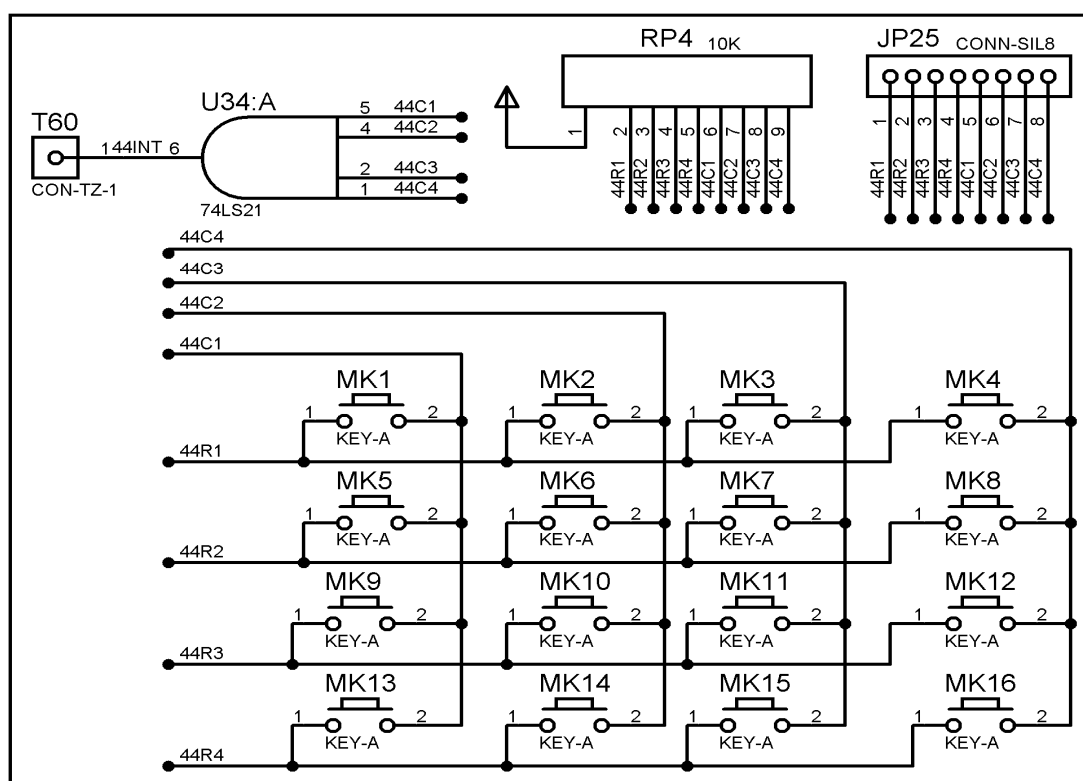 RP4 10K
JP25 CONN-SIL8
U34:A
T60
1 44INT 6
CON-TZ-1
74LS21
5 44C1
4 44C2
2 44C3
1 44C4
1 2 3 4 5 6 7 8 9
44R1 44R2 44R3 44R4 44C1 44C2 44C3 44C4
1 2 3 4 5 6 7 8
44R1 44R2 44R3 44R4 44C1 44C2 44C3 44C4
44C4
44C3
44C2
44C1
MK1 MK2 MK3 MK4
1 2 1 2 1 2 1 2
KEY-A KEY-A KEY-A KEY-A
44R1
MK5 MK6 MK7 MK8
1 2 1 2 1 2 1 2
KEY-A KEY-A KEY-A KEY-A
44R2
MK9 MK10 MK11 MK12
1 2 1 2 1 2 1 2
KEY-A KEY-A KEY-A KEY-A
44R3
MK13 MK14 MK15 MK16
1 2 1 2 1 2 1 2
KEY-A KEY-A KEY-A KEY-A
44R4